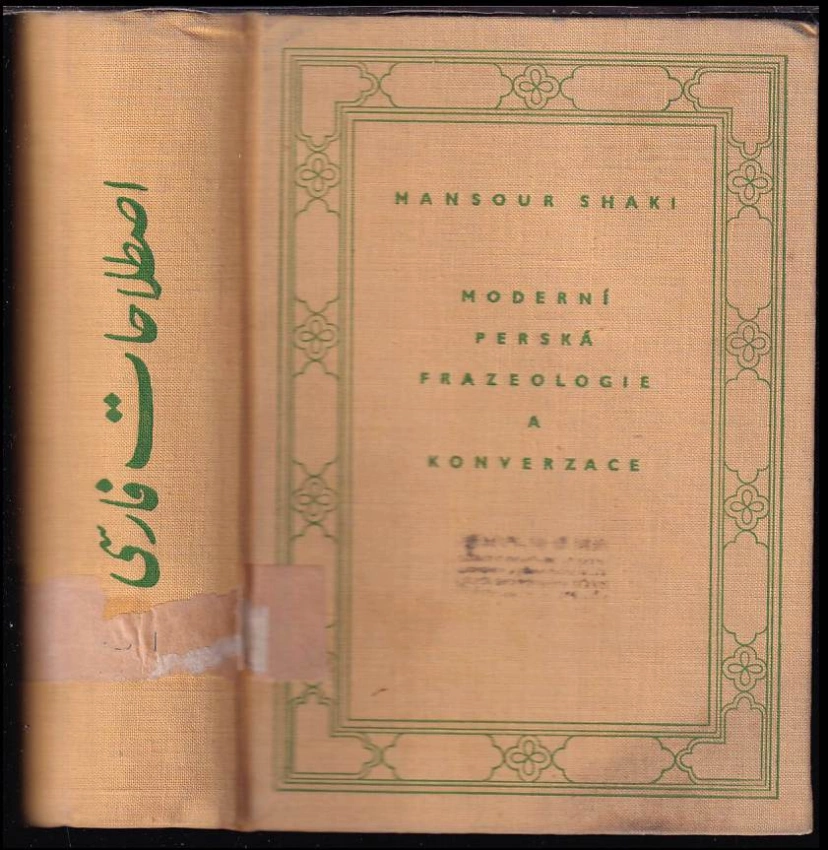 اصطلاحات فارسی
MANSOUR SHAKI
MODERNÍ
PERSKÁ
FRAZEOLOGIE
A
KONVERZACE